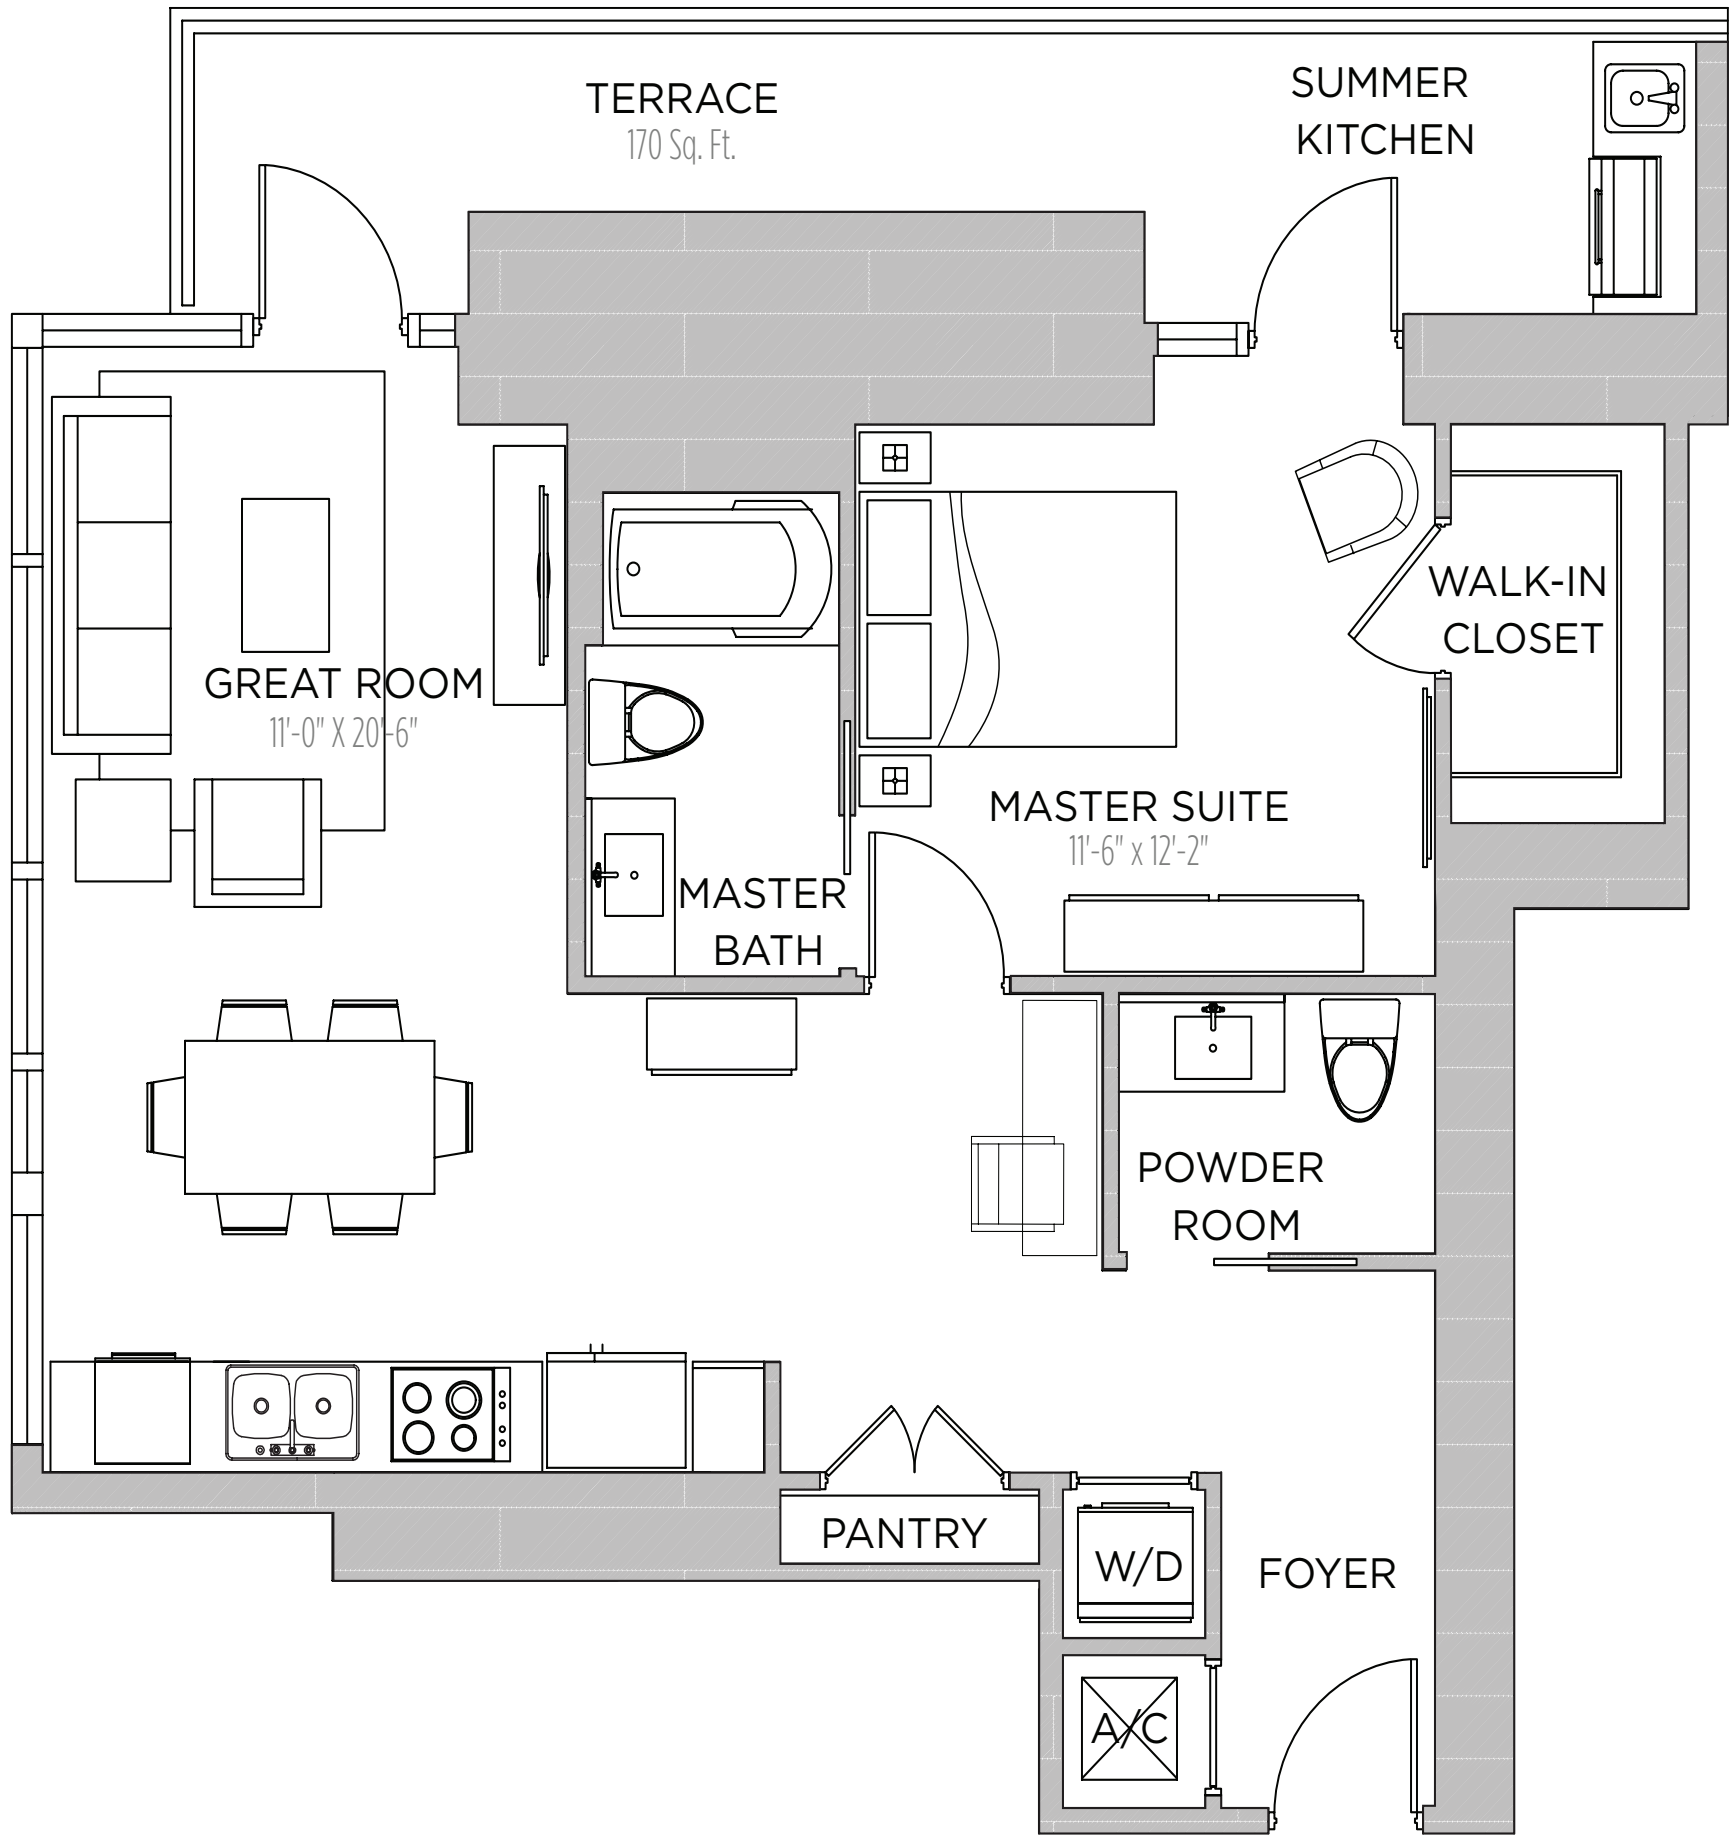 TERRACE
170 Sq. Ft.
SUMMER
KITCHEN
WALK-IN
CLOSET
GREAT ROOM
11'-0" X 20'-6"
MASTER SUITE
11'-6" x 12'-2"
MASTER
BATH
POWDER
ROOM
PANTRY
W/D
FOYER
A/C